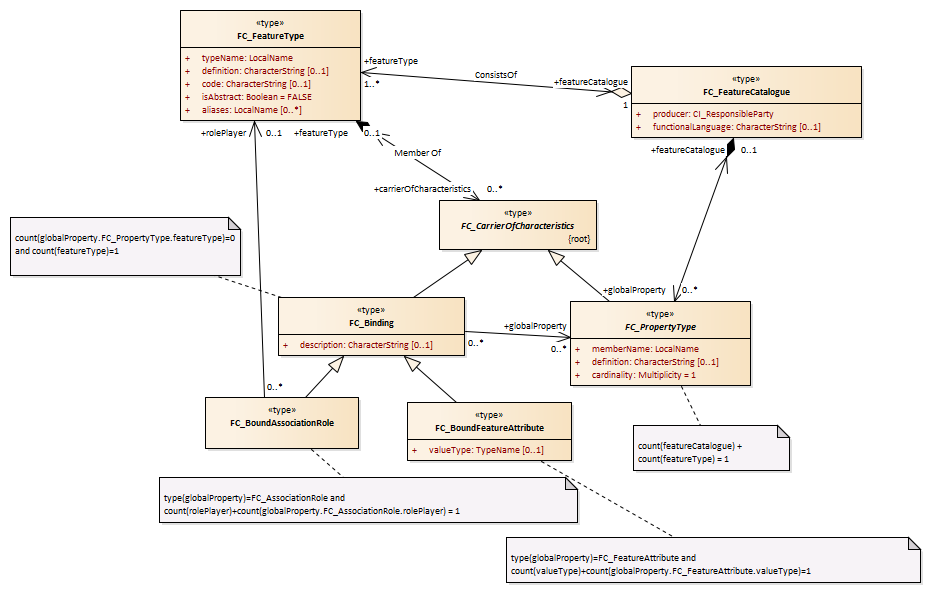 «type»
FC_FeatureType
+ typeName: LocalName
+ definition: CharacterString [0..1]
+ code: CharacterString [0..1]
+ isAbstract: Boolean = FALSE
+ aliases: LocalName [0..*]
+featureType
1..*
ConsistsOf
+featureCatalogue
1
«type»
FC_FeatureCatalogue
+ producer: CI_ResponsibleParty
+ functionalLanguage: CharacterString [0..1]
+rolePlayer
0..1
+featureType
0..1
Member Of
+featureCatalogue
0..1
+carrierOfCharacteristics
0..*
«type»
FC_CarrierOfCharacteristics
{root}
count(globalProperty.FC_PropertyType.featureType)=0
and count(featureType)=1
+globalProperty
0..*
«type»
FC_Binding
+ description: CharacterString [0..1]
+globalProperty
0..*
0..*
«type»
FC_PropertyType
+ memberName: LocalName
+ definition: CharacterString [0..1]
+ cardinality: Multiplicity = 1
0..*
«type»
FC_BoundAssociationRole
«type»
FC_BoundFeatureAttribute
+ valueType: TypeName [0..1]
count(featureCatalogue) +
count(featureType) = 1
type(globalProperty)=FC_AssociationRole and
count(rolePlayer)+count(globalProperty.FC_AssociationRole.rolePlayer) = 1
type(globalProperty)=FC_FeatureAttribute and
count(valueType)+count(globalProperty.FC_FeatureAttribute.valueType)=1